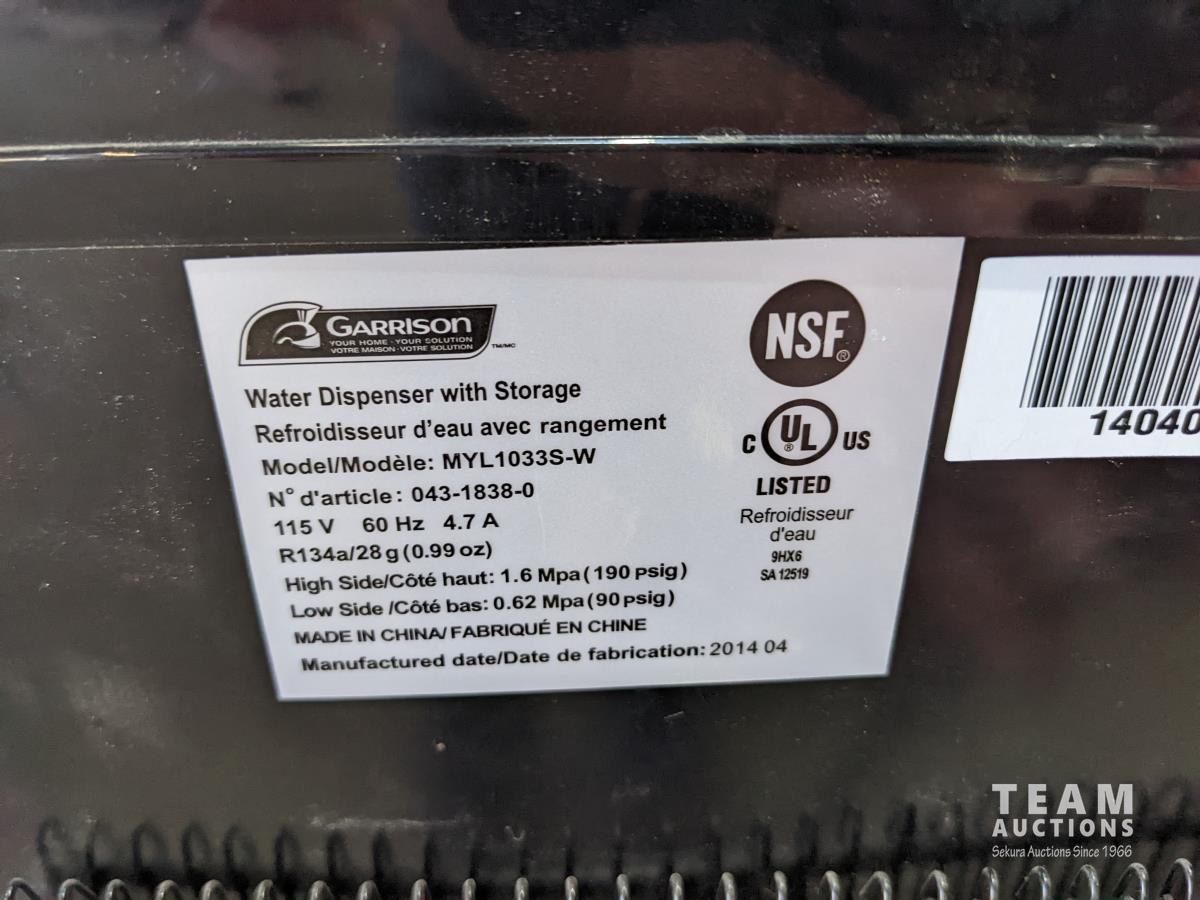 GARRISON
YOUR HOME · YOUR SOLUTION
VOTRE MAISON · VOTRE SOLUTION
TM/MC
Water Dispenser with Storage
Refroidisseur d'eau avec rangement
Model/Modèle: MYL1033S-W
N° d'article : 043-1838-0
115 V 60 Hz 4.7 A
R134a/28 g (0.99 oz)
High Side/Côté haut: 1.6 Mpa (190 psig)
Low Side /Côté bas: 0.62 Mpa (90 psig)
MADE IN CHINA/ FABRIQUÉ EN CHINE
Manufactured date/Date de fabrication: 2014 04
NSF®
C UL® US
LISTED
Refroidisseur
d'eau
9HX6
SA 12519
14040
TEAM
AUCTIONS
Sekura Auctions Since 1966